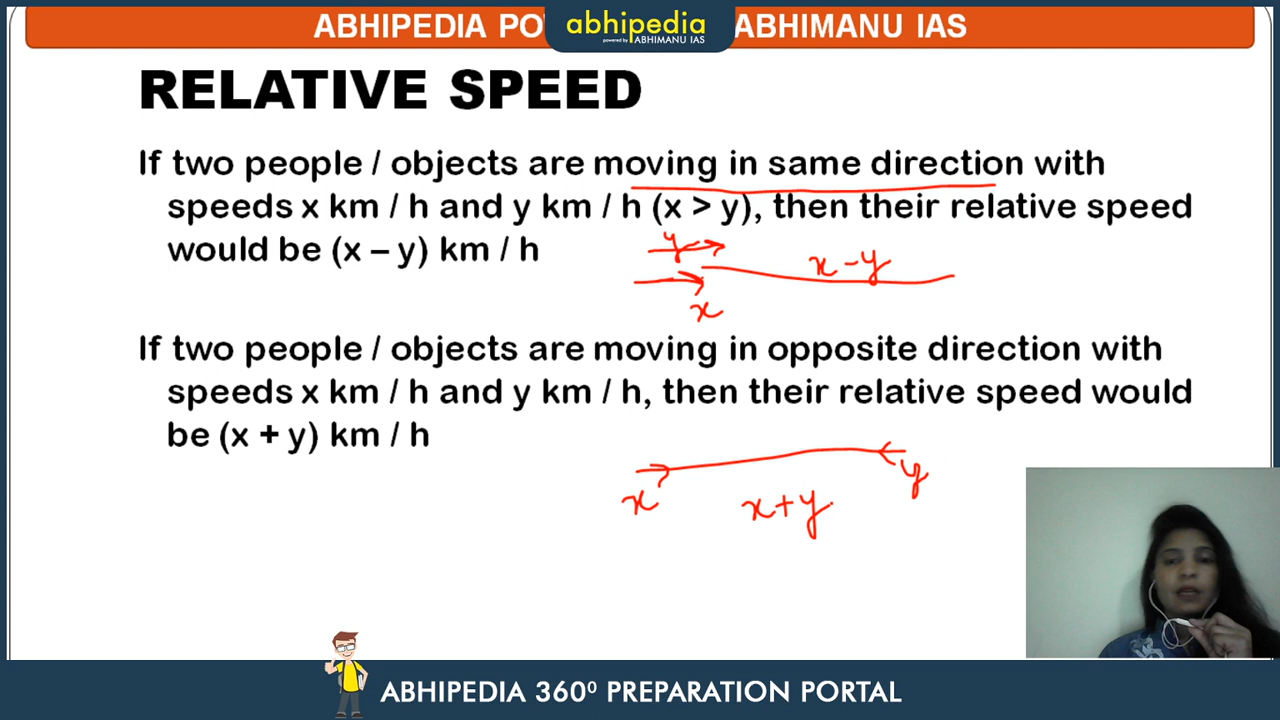 ABHIPEDIA PO
abhipedia
powered by ABHIMANU IAS
ABHIMANU IAS
RELATIVE SPEED
If two people / objects are moving in same direction with
speeds x km / h and y km / h (x > y), then their relative speed
would be (x – y) km / h
y
x - y
x
If two people / objects are moving in opposite direction with
speeds x km / h and y km / h, then their relative speed would
be (x + y) km / h
x
y
x + y
ABHIPEDIA 360⁰ PREPARATION PORTAL